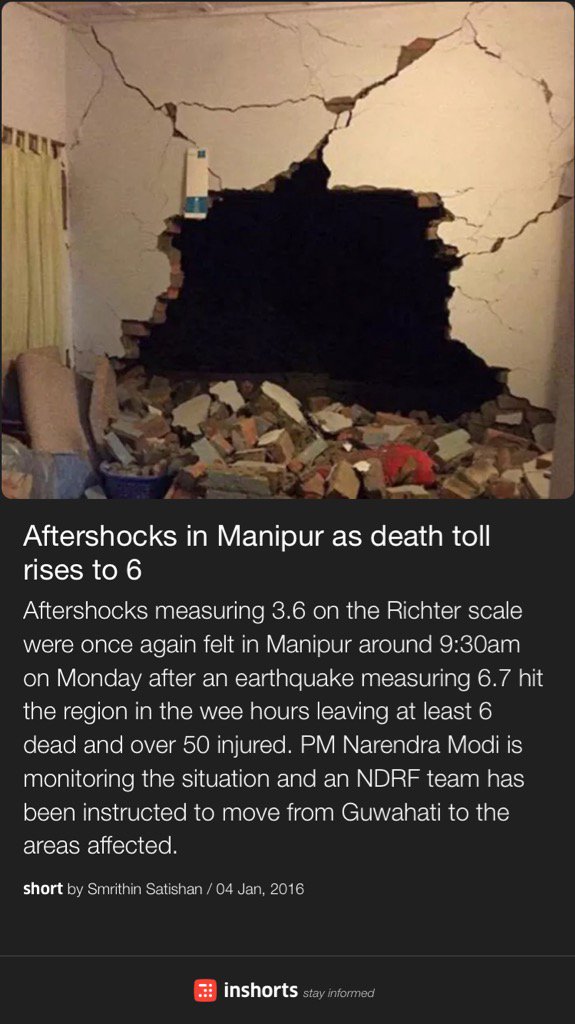 Aftershocks in Manipur as death toll
rises to 6
Aftershocks measuring 3.6 on the Richter scale
were once again felt in Manipur around 9:30am
on Monday after an earthquake measuring 6.7 hit
the region in the wee hours leaving at least 6
dead and over 50 injured. PM Narendra Modi is
monitoring the situation and an NDRF team has
been instructed to move from Guwahati to the
areas affected.
short by Smrithin Satishan / 04 Jan, 2016
inshorts stay informed